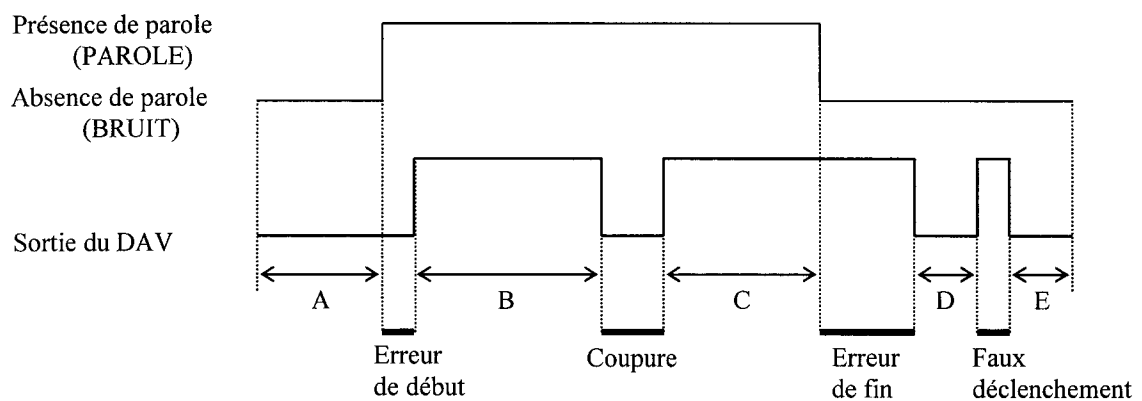 Présence de parole
(PAROLE)
Absence de parole
(BRUIT)
Sortie du DAV
A
B
C
D
E
Erreur
de début
Coupure
Erreur
de fin
Faux
déclenchement